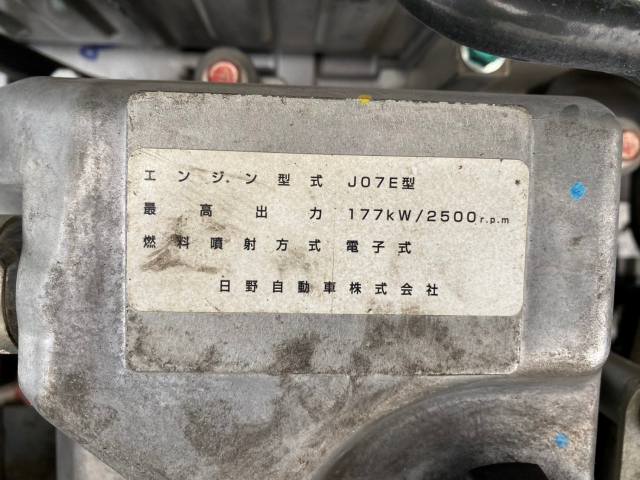 エンジン型式 J07E型
最高出力 177kW/2500r.p.m
燃料噴射方式 電子式
日野自動車株式会社